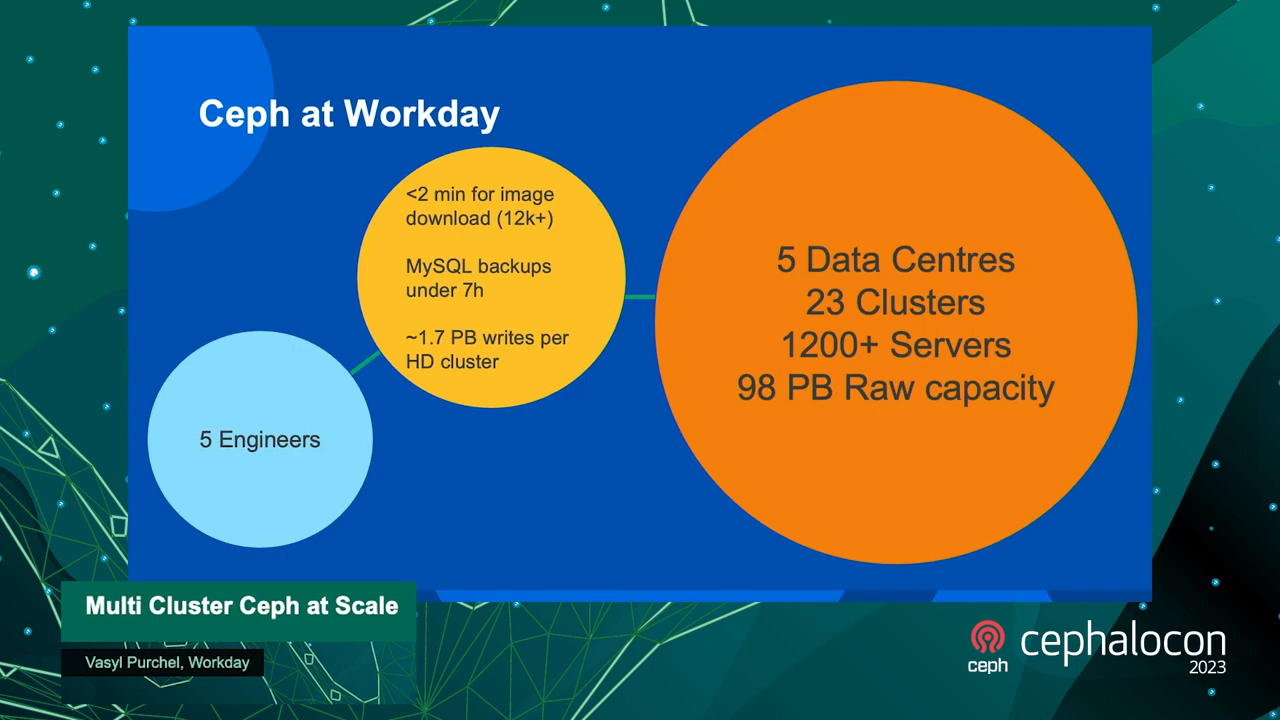 Ceph at Workday
<2 min for image
download (12k+)
MySQL backups
under 7h
~1.7 PB writes per
HD cluster
5 Engineers
5 Data Centres
23 Clusters
1200+ Servers
98 PB Raw capacity
Multi Cluster Ceph at Scale
Vasyl Purchel, Workday
ceph
cephalocon
2023